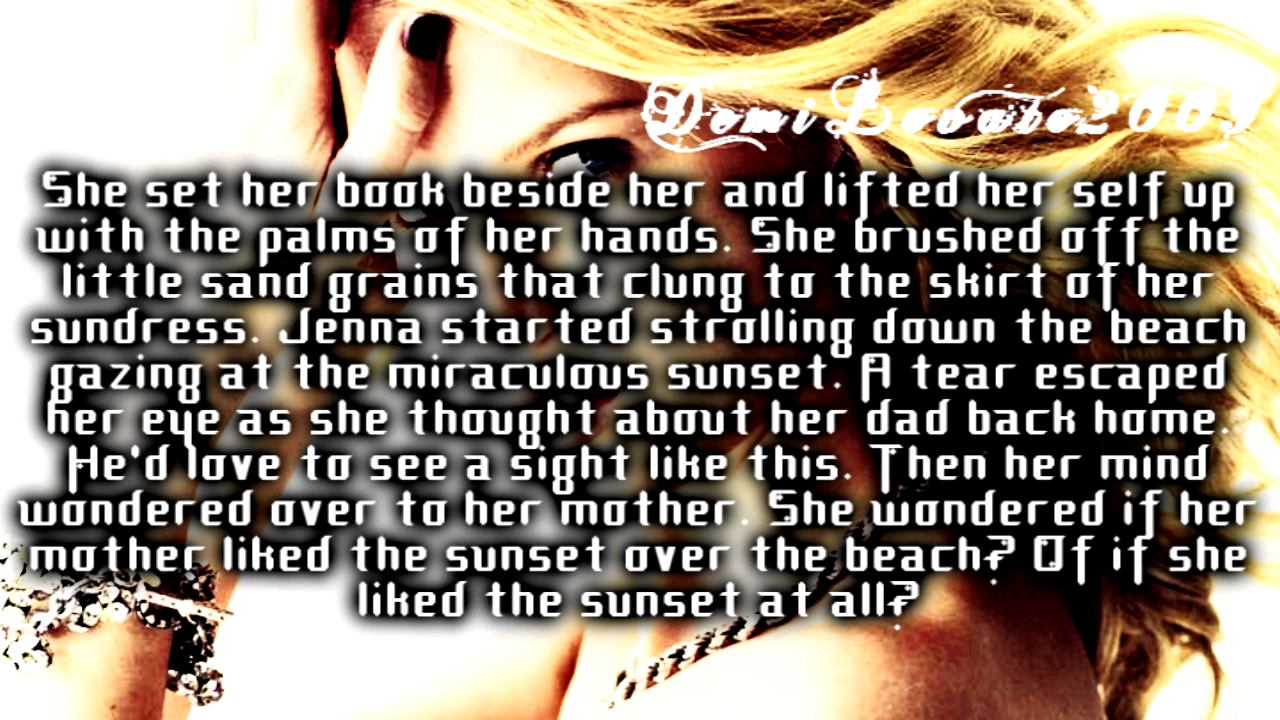 DemiLovato2009
She set her book beside her and lifted her self up
with the palms of her hands. She brushed off the
little sand grains that clung to the skirt of her
sundress. Jenna started strolling down the beach
gazing at the miraculous sunset. A tear escaped
her eye as she thought about her dad back home.
He'd love to see a sight like this. Then her mind
wondered over to her mother. She wondered if her
mother liked the sunset over the beach? Of if she
liked the sunset at all?